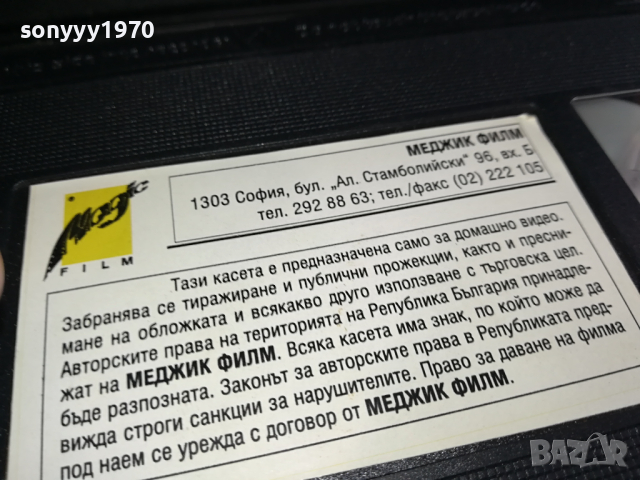 sonyyy1970
МЕДЖИК ФИЛМ
1303 София, бул. „Ал. Стамболийски" 96, вх. Б
тел. 292 88 63; тел./факс (02) 222 105
Magic
FILM
Тази касета е предназначена само за домашно видео.
Забранява се тиражиране и публични прожекции, както и пресни-
мане на обложката и всякакво друго използване с търговска цел.
Авторските права на територията на Република България принадле-
жат на МЕДЖИК ФИЛМ. Всяка касета има знак, по който може да
бъде разпозната. Законът за авторските права в Републиката пред-
вижда строги санкции за нарушителите. Право за даване на филма
под наем се урежда с договор от МЕДЖИК ФИЛМ.
BAZAR
bg